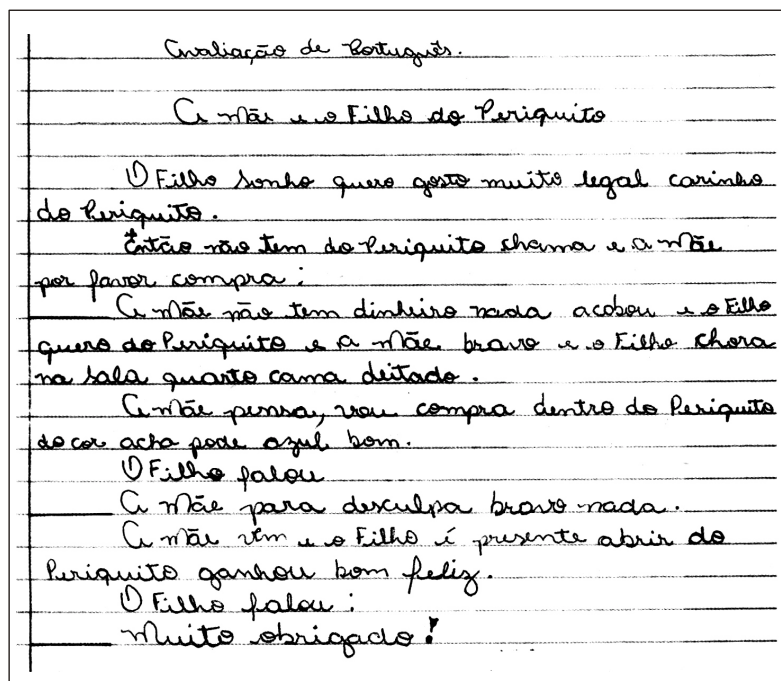 Avaliação de Português.
A mãe e o Filho do Periquito
O Filho sonho quero gosto muito legal carinho
do Periquito.
Então não tem do Periquito chama e a mãe
por favor compra:
A mãe não tem dinheiro nada acabou e o Filho
quero do Periquito e a mãe bravo e o Filho chora
na sala quarto cama deitado.
A mãe pensa, vou compra dentro do Periquito
do cor acha pode azul bom.
O Filho falou
A mãe para desculpa bravo nada.
A mãe vem e o Filho é presente abrir do
Periquito ganhou bom feliz.
O Filho falou:
Muito obrigado!